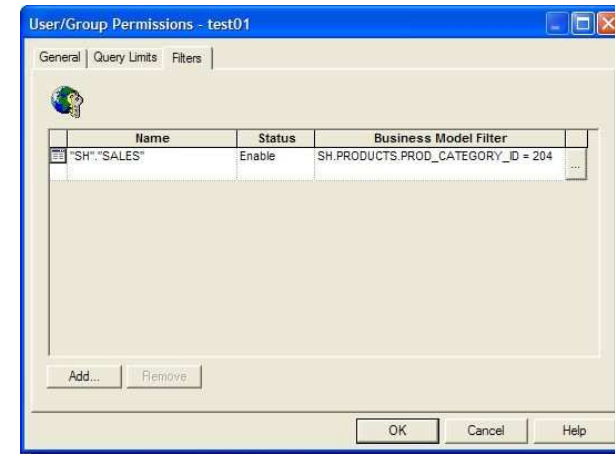 User/Group Permissions - test01
General Query Limits Filters
Name Status Business Model Filter
"SH"."SALES" Enable SH.PRODUCTS.PROD_CATEGORY_ID = 204 ...
Add... Remove
OK Cancel Help